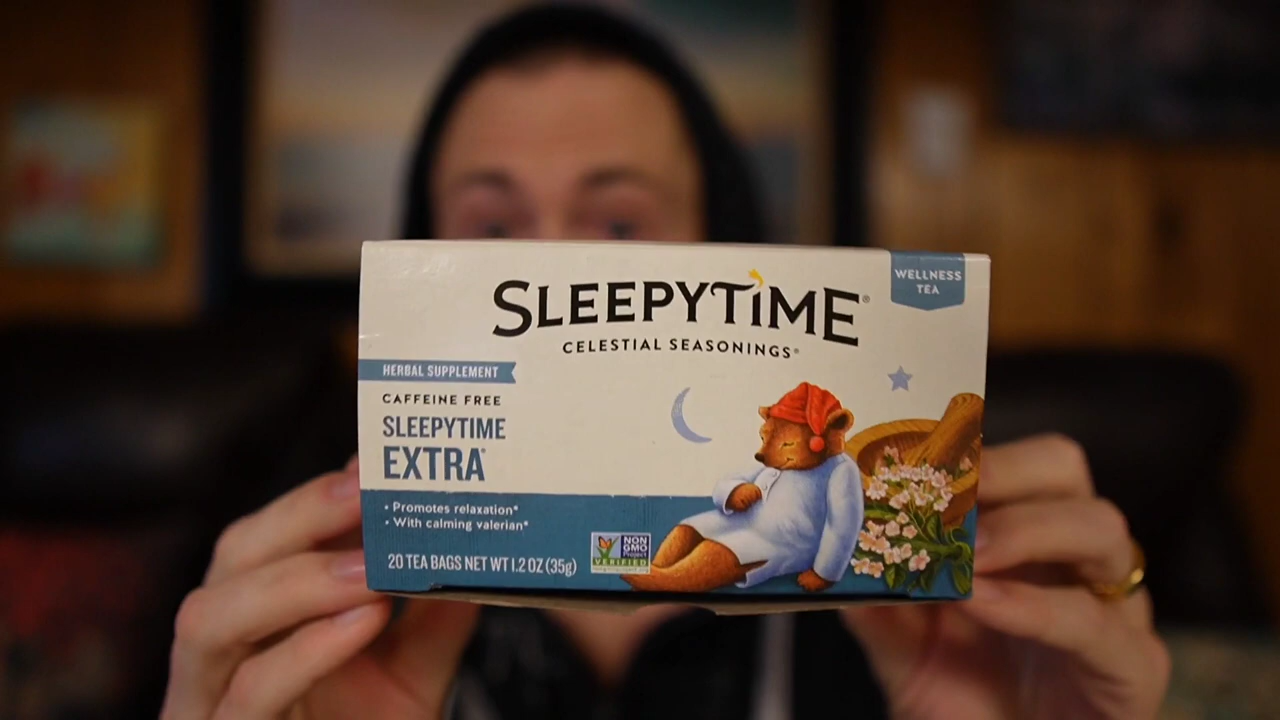 WELLNESS
TEA
SLEEPYTIME®
CELESTIAL SEASONINGS®
HERBAL SUPPLEMENT
CAFFEINE FREE
SLEEPYTIME
EXTRA
• Promotes relaxation*
• With calming valerian*
20 TEA BAGS NET WT 1.2 OZ (35g)
NON
GMO
Project
VERIFIED